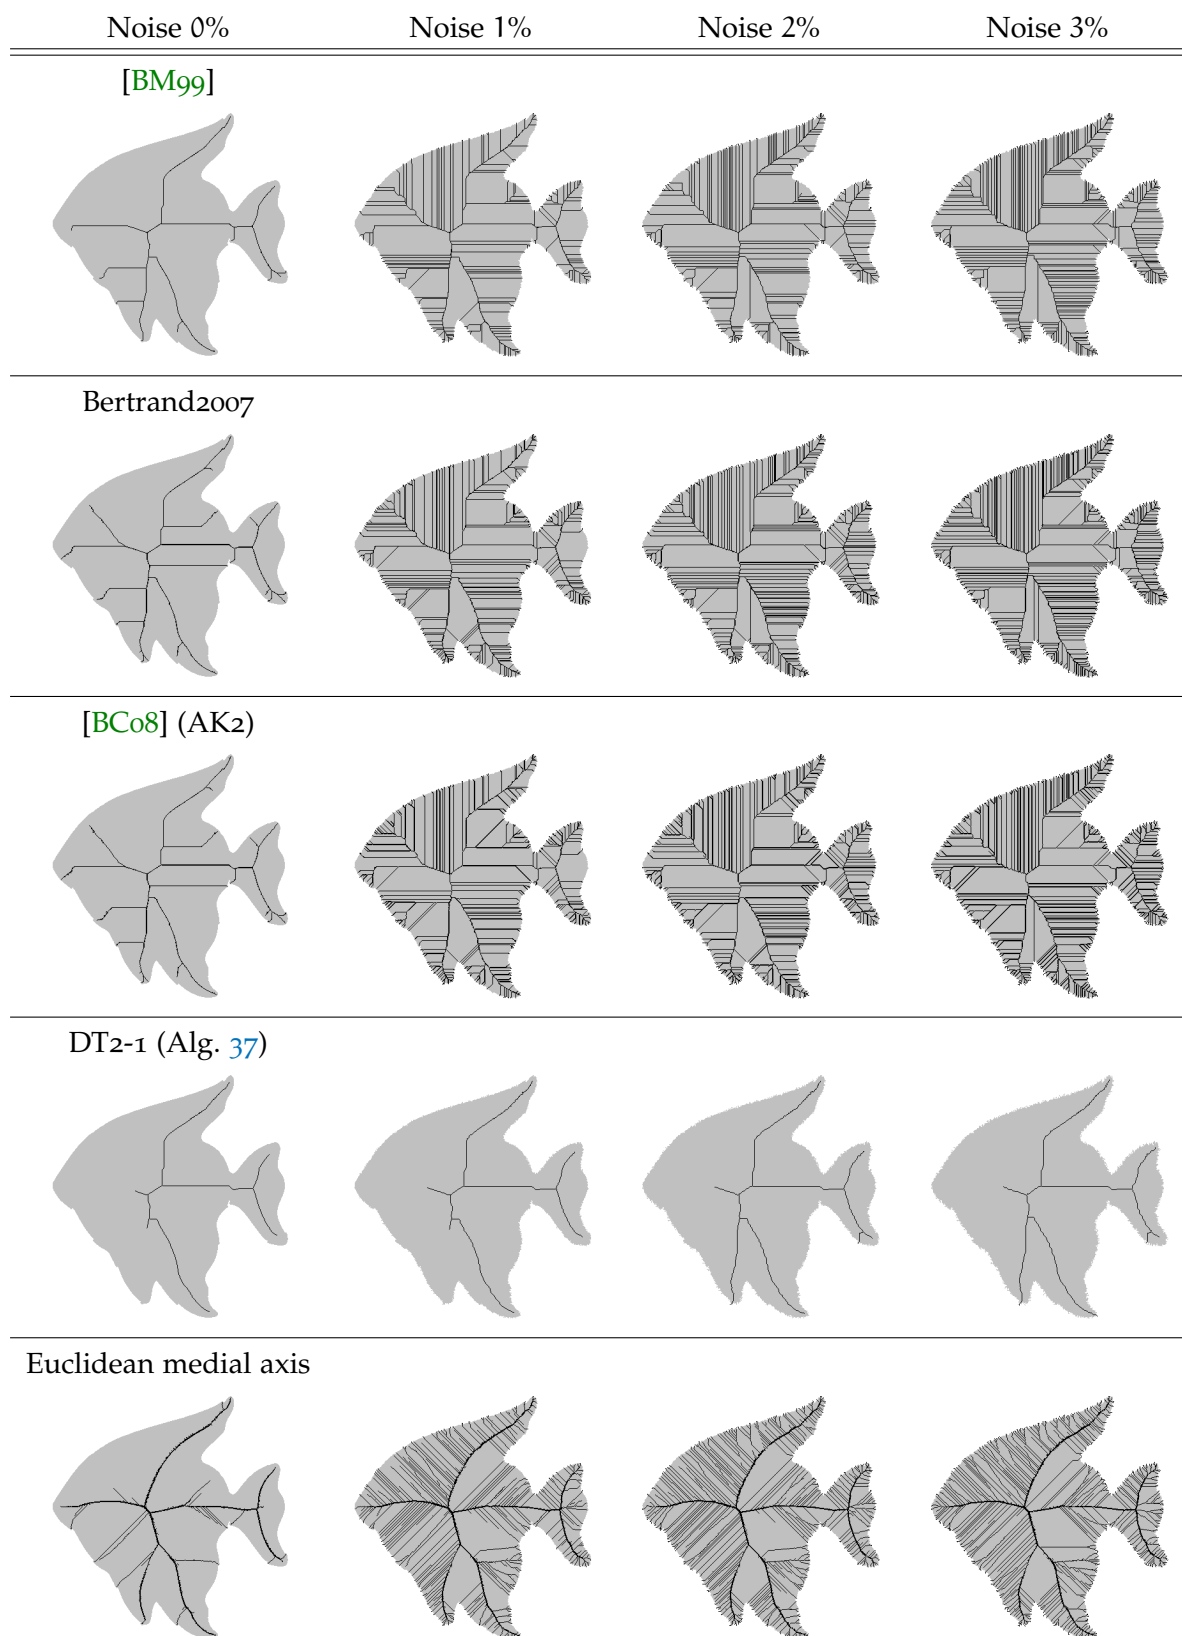 Noise 0% Noise 1% Noise 2% Noise 3%
[BM99]
Bertrand2007
[BC08] (AK2)
DT2-1 (Alg. 37)
Euclidean medial axis